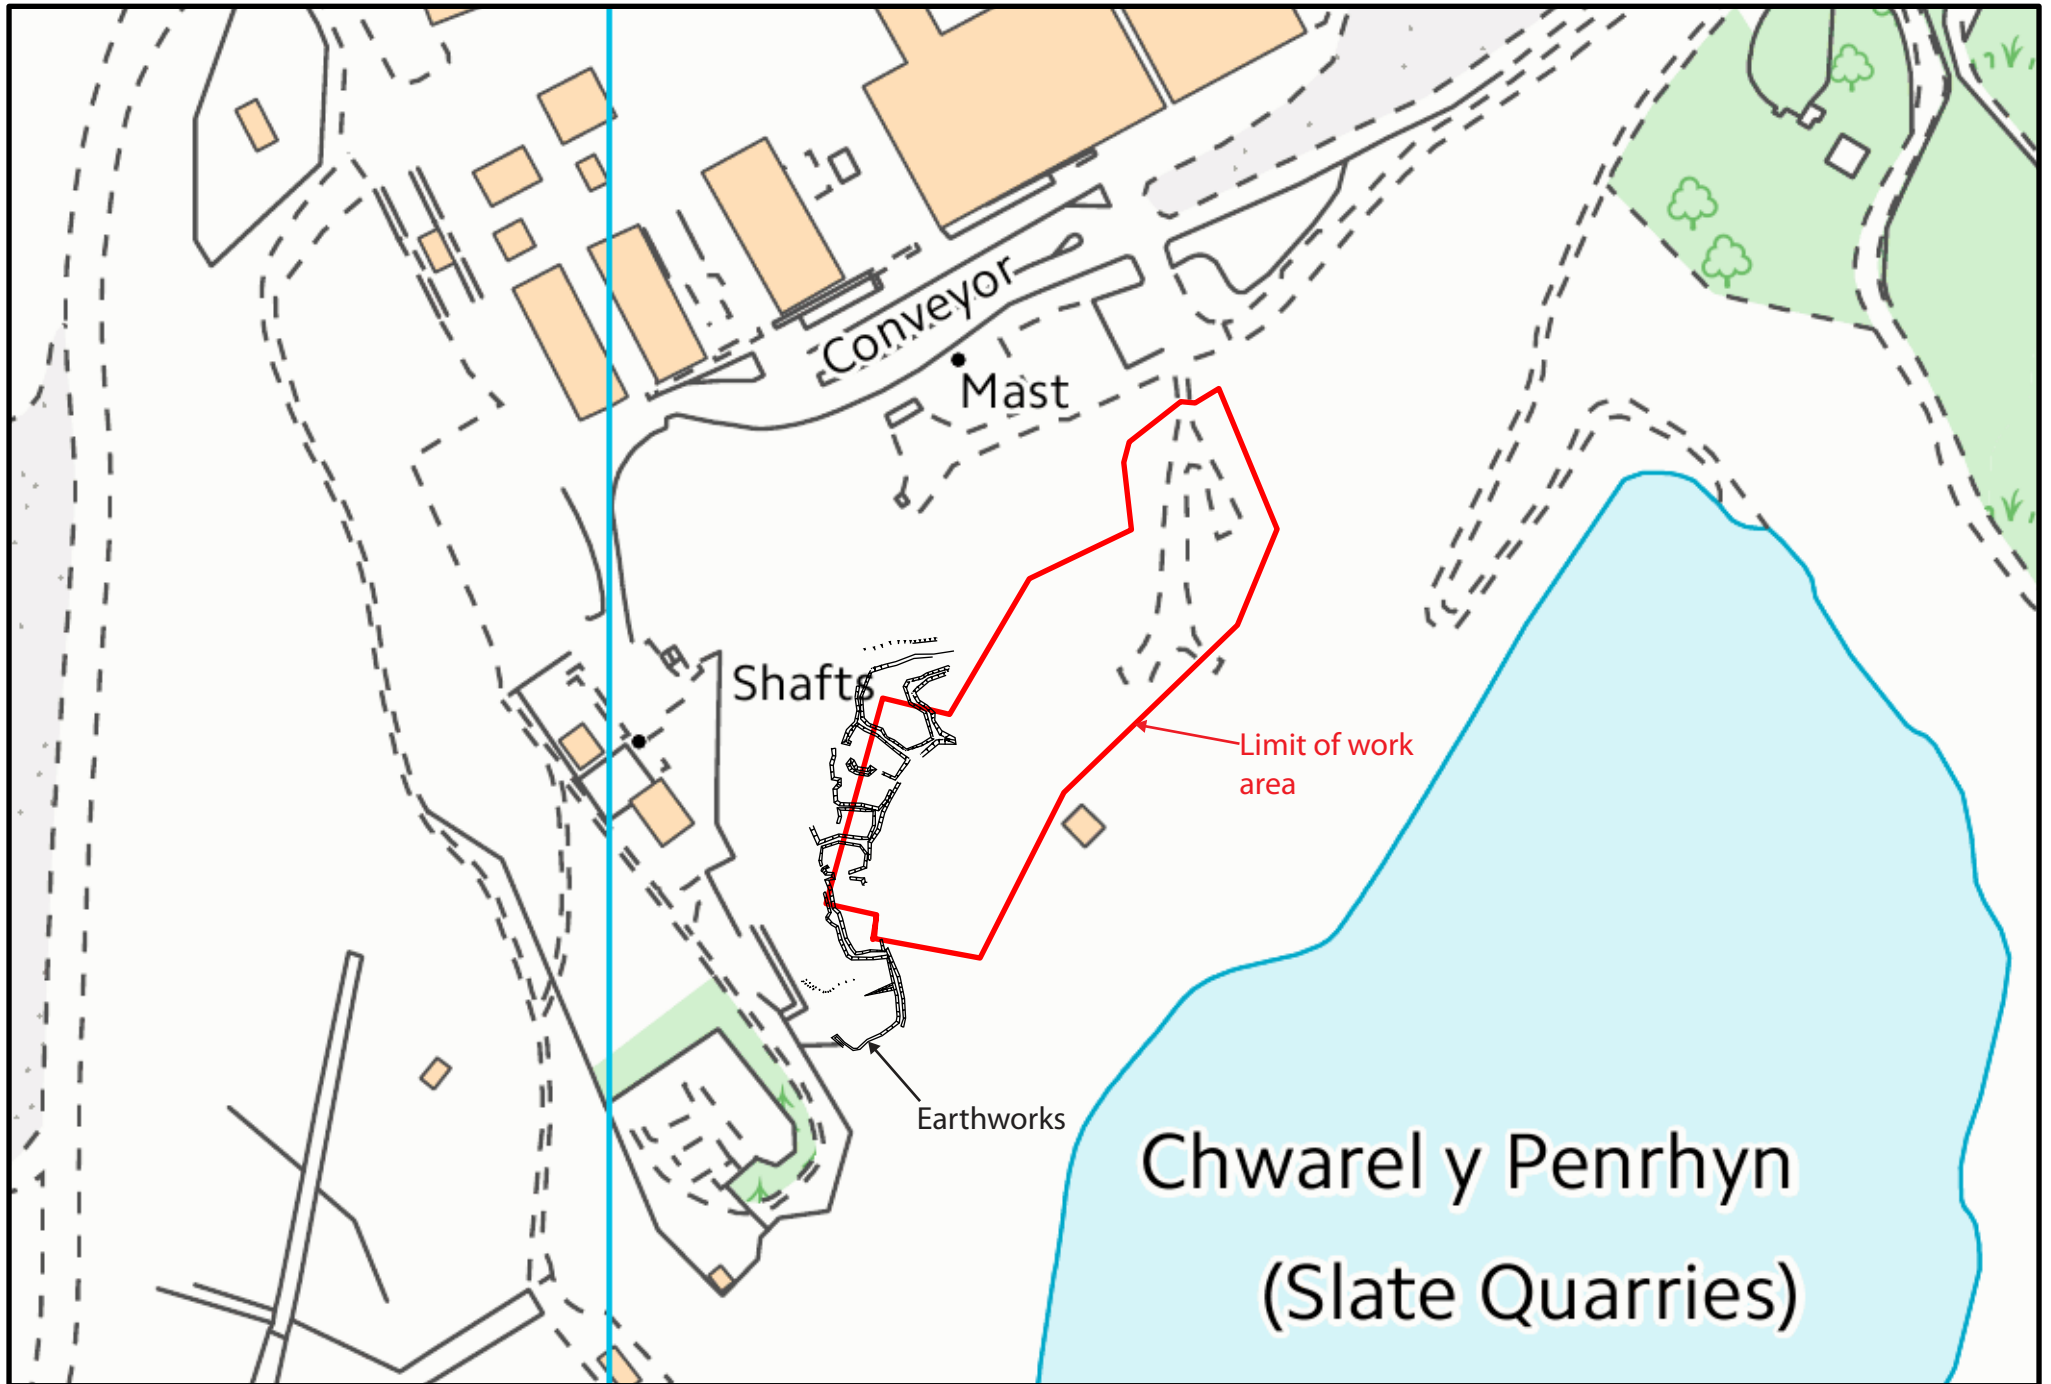 Conveyor
Mast
Shafts
Limit of work
area
Earthworks
Chwarel y Penrhyn
(Slate Quarries)